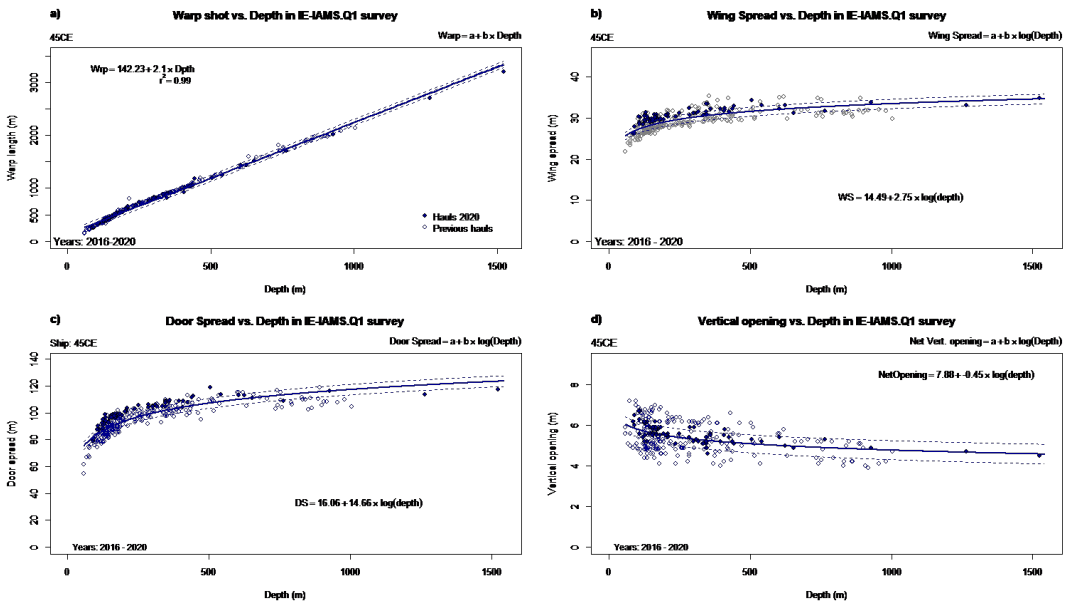 a) Warp shot vs. Depth in IE-IAMS.Q1 survey
45CE Warp = a + b × Depth
Wrp = 142.23 + 2.1 × Dpth
r² = 0.99
3000
2000
1000
500
0
Warp length (m)
Hauls 2020
Previous hauls
Years: 2016-2020
0 500 1000 1500
Depth (m)
b) Wing Spread vs. Depth in IE-IAMS.Q1 survey
45CE Wing Spread = a + b × log(Depth)
40
30
20
10
0
Wing spread (m)
WS = 14.49 + 2.75 × log(depth)
Years: 2016 - 2020
0 500 1000 1500
Depth (m)
c) Door Spread vs. Depth in IE-IAMS.Q1 survey
Ship: 45CE Door Spread = a + b × log(Depth)
140
120
100
80
60
40
20
0
Door spread (m)
DS = 16.06 + 14.66 × log(depth)
Years: 2016 - 2020
0 500 1000 1500
Depth (m)
d) Vertical opening vs. Depth in IE-IAMS.Q1 survey
45CE Net Vert. opening = a + b × log(Depth)
NetOpening = 7.88 + -0.45 × log(depth)
8
6
4
2
0
Vertical opening (m)
Years: 2016 - 2020
0 500 1000 1500
Depth (m)